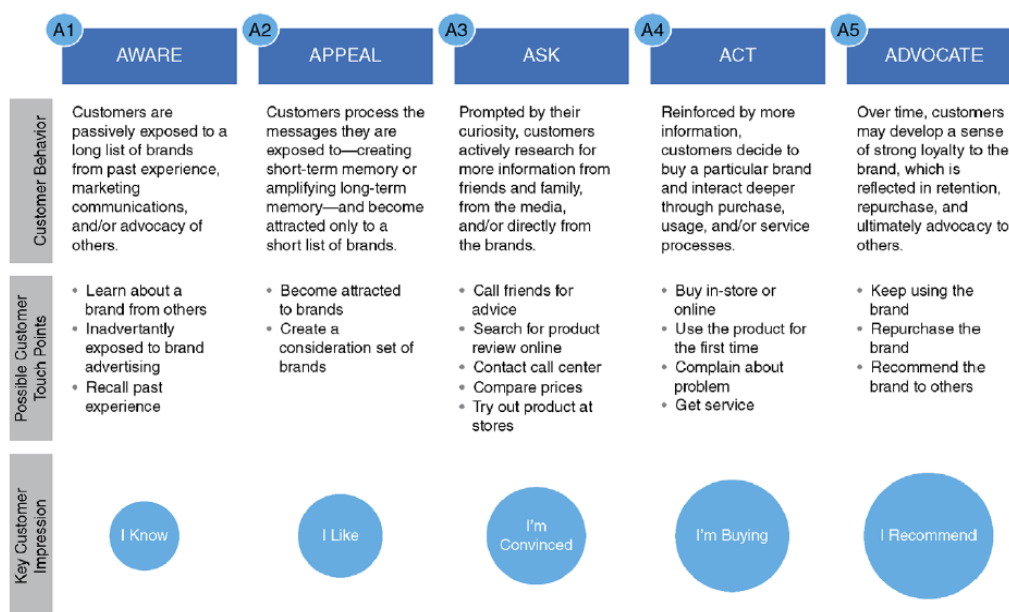 A1
AWARE
A2
APPEAL
A3
ASK
A4
ACT
A5
ADVOCATE
Customer Behavior
Customers are
passively exposed to a
long list of brands
from past experience,
marketing
communications,
and/or advocacy of
others.
Customers process the
messages they are
exposed to—creating
short-term memory or
amplifying long-term
memory—and become
attracted only to a
short list of brands.
Prompted by their
curiosity, customers
actively research for
more information from
friends and family,
from the media,
and/or directly from
the brands.
Reinforced by more
information,
customers decide to
buy a particular brand
and interact deeper
through purchase,
usage, and/or service
processes.
Over time, customers
may develop a sense
of strong loyalty to the
brand, which is
reflected in retention,
repurchase, and
ultimately advocacy to
others.
Possible Customer
Touch Points
• Learn about a
brand from others
• Inadvertantly
exposed to brand
advertising
• Recall past
experience
• Become attracted
to brands
• Create a
consideration set of
brands
• Call friends for
advice
• Search for product
review online
• Contact call center
• Compare prices
• Try out product at
stores
• Buy in-store or
online
• Use the product for
the first time
• Complain about
problem
• Get service
• Keep using the
brand
• Repurchase the
brand
• Recommend the
brand to others
Key Customer
Impression
I Know
I Like
I'm
Convinced
I'm Buying
I Recommend